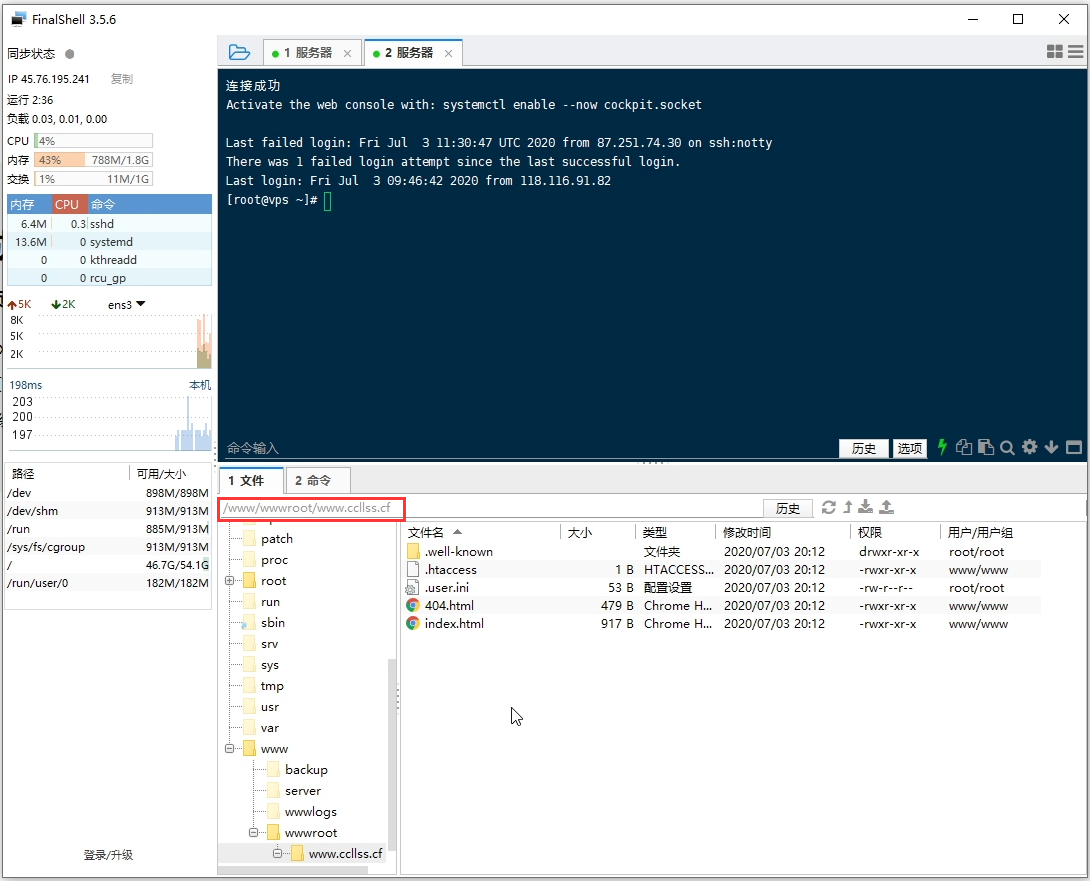 FinalShell 3.5.6
同步状态
IP 45.76.195.241 复制
运行 2:36
负载 0.03, 0.01, 0.00
CPU 4%
内存 43% 788M/1.8G
交换 1% 11M/1G
内存 CPU 命令
6.4M 0.3 sshd
13.6M 0 systemd
0 0 kthreadd
0 0 rcu_gp
5K 2K ens3
8K
5K
2K
198ms 本机
203
200
197
路径 可用/大小
/dev 898M/898M
/dev/shm 913M/913M
/run 885M/913M
/sys/fs/cgroup 913M/913M
/ 46.7G/54.1G
/run/user/0 182M/182M
登录/升级
1 服务器 2 服务器
连接成功
Activate the web console with: systemctl enable --now cockpit.socket
Last failed login: Fri Jul  3 11:30:47 UTC 2020 from 87.251.74.30 on ssh:notty
There was 1 failed login attempt since the last successful login.
Last login: Fri Jul  3 09:46:42 2020 from 118.116.91.82
[root@vps ~]#
命令输入 历史 选项
1 文件 2 命令
/www/wwwroot/www.ccllss.cf 历史
patch
proc
root
run
sbin
srv
sys
tmp
usr
var
www
backup
server
wwwlogs
wwwroot
www.ccllss.cf
文件名 大小 类型 修改时间 权限 用户/用户组
.well-known 文件夹 2020/07/03 20:12 drwxr-xr-x root/root
.htaccess 1 B HTACCESS... 2020/07/03 20:12 -rwxr-xr-x www/www
.user.ini 53 B 配置设置 2020/07/03 20:12 -rw-r--r-- root/root
404.html 479 B Chrome H... 2020/07/03 20:12 -rwxr-xr-x www/www
index.html 917 B Chrome H... 2020/07/03 20:12 -rwxr-xr-x www/www